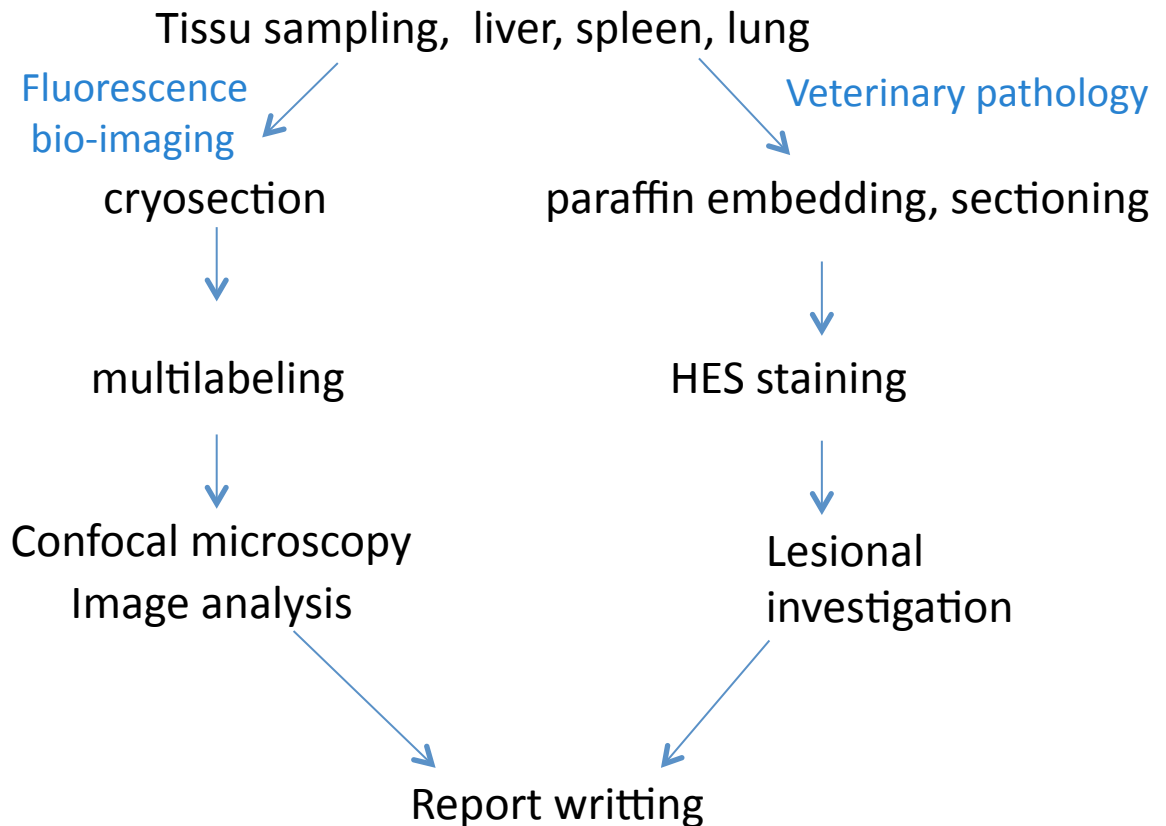 Tissu sampling, liver, spleen, lung
Fluorescence
bio-imaging
Veterinary pathology
cryosection
paraffin embedding, sectioning
multilabeling
HES staining
Confocal microscopy
Image analysis
Lesional
investigation
Report writting